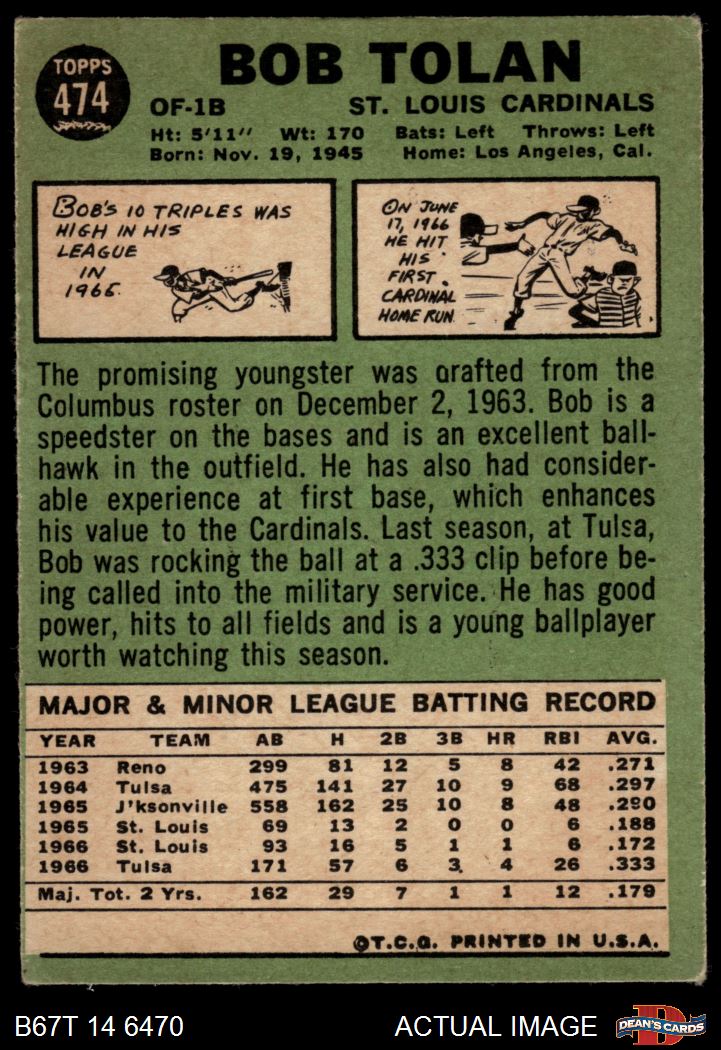 TOPPS
474
BOB TOLAN
OF-1B ST. LOUIS CARDINALS
Ht: 5'11" Wt: 170 Bats: Left Throws: Left
Born: Nov. 19, 1945 Home: Los Angeles, Cal.
BOB'S 10 TRIPLES WAS
HIGH IN HIS
LEAGUE
IN
1965.
ON JUNE
17, 1966
HE HIT
HIS
FIRST
CARDINAL
HOME RUN
The promising youngster was drafted from the
Columbus roster on December 2, 1963. Bob is a
speedster on the bases and is an excellent ball-
hawk in the outfield. He has also had consider-
able experience at first base, which enhances
his value to the Cardinals. Last season, at Tulsa,
Bob was rocking the ball at a .333 clip before be-
ing called into the military service. He has good
power, hits to all fields and is a young ballplayer
worth watching this season.
MAJOR & MINOR LEAGUE BATTING RECORD
YEAR TEAM AB H 2B 3B HR RBI AVG.
1963 Reno 299 81 12 5 8 42 .271
1964 Tulsa 475 141 27 10 9 68 .297
1965 J'ksonville 558 162 25 10 8 48 .290
1965 St. Louis 69 13 2 0 0 6 .188
1966 St. Louis 93 16 5 1 1 6 .172
1966 Tulsa 171 57 6 3 4 26 .333
Maj. Tot. 2 Yrs. 162 29 7 1 1 12 .179
©T.C.G. PRINTED IN U.S.A.
B67T 14 6470 ACTUAL IMAGE
D
DEAN'S CARDS